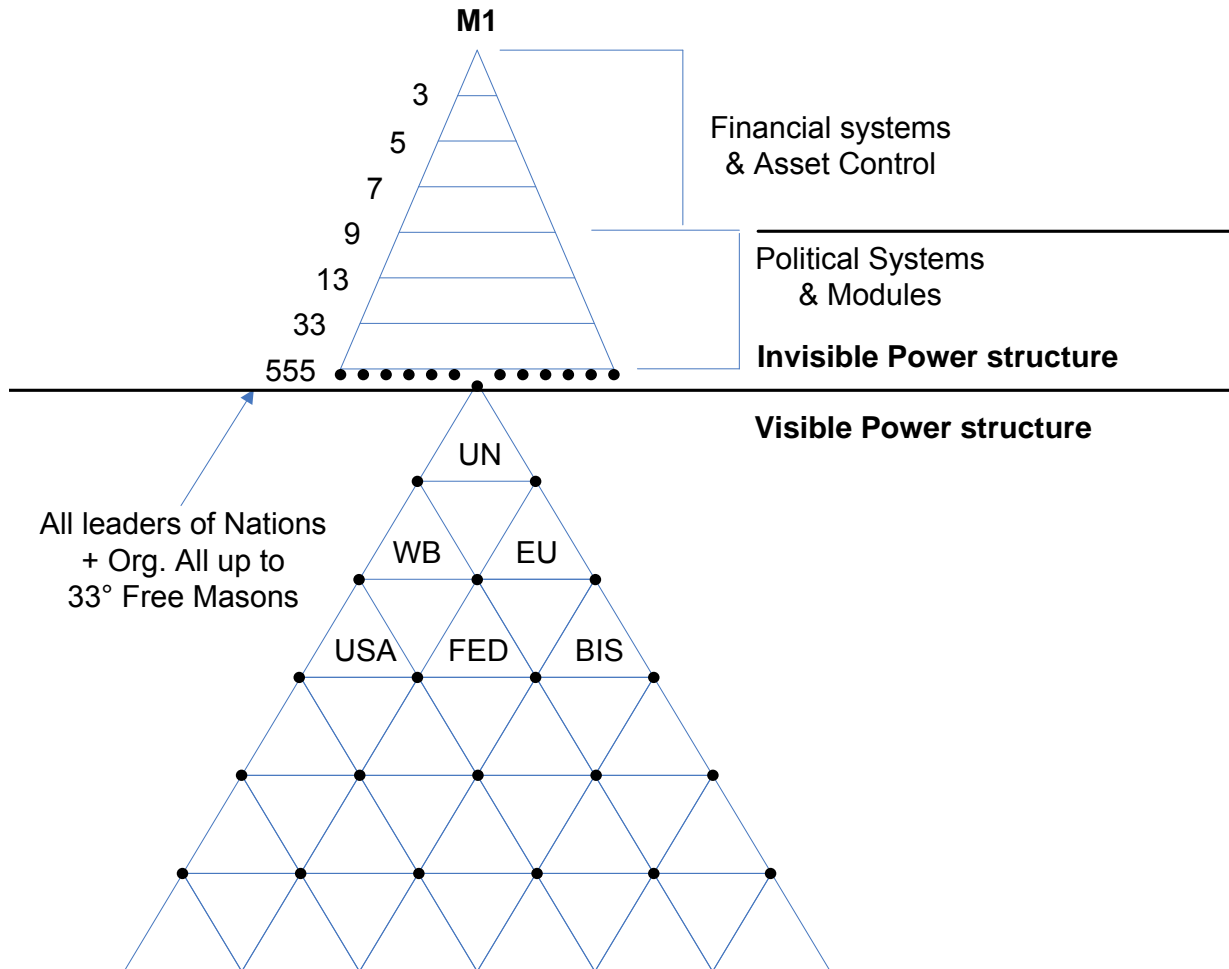 M1
3
5
7
9
13
33
555
Financial systems
& Asset Control
Political Systems
& Modules
Invisible Power structure
Visible Power structure
All leaders of Nations
+ Org. All up to
33° Free Masons
UN
WB EU
USA FED BIS